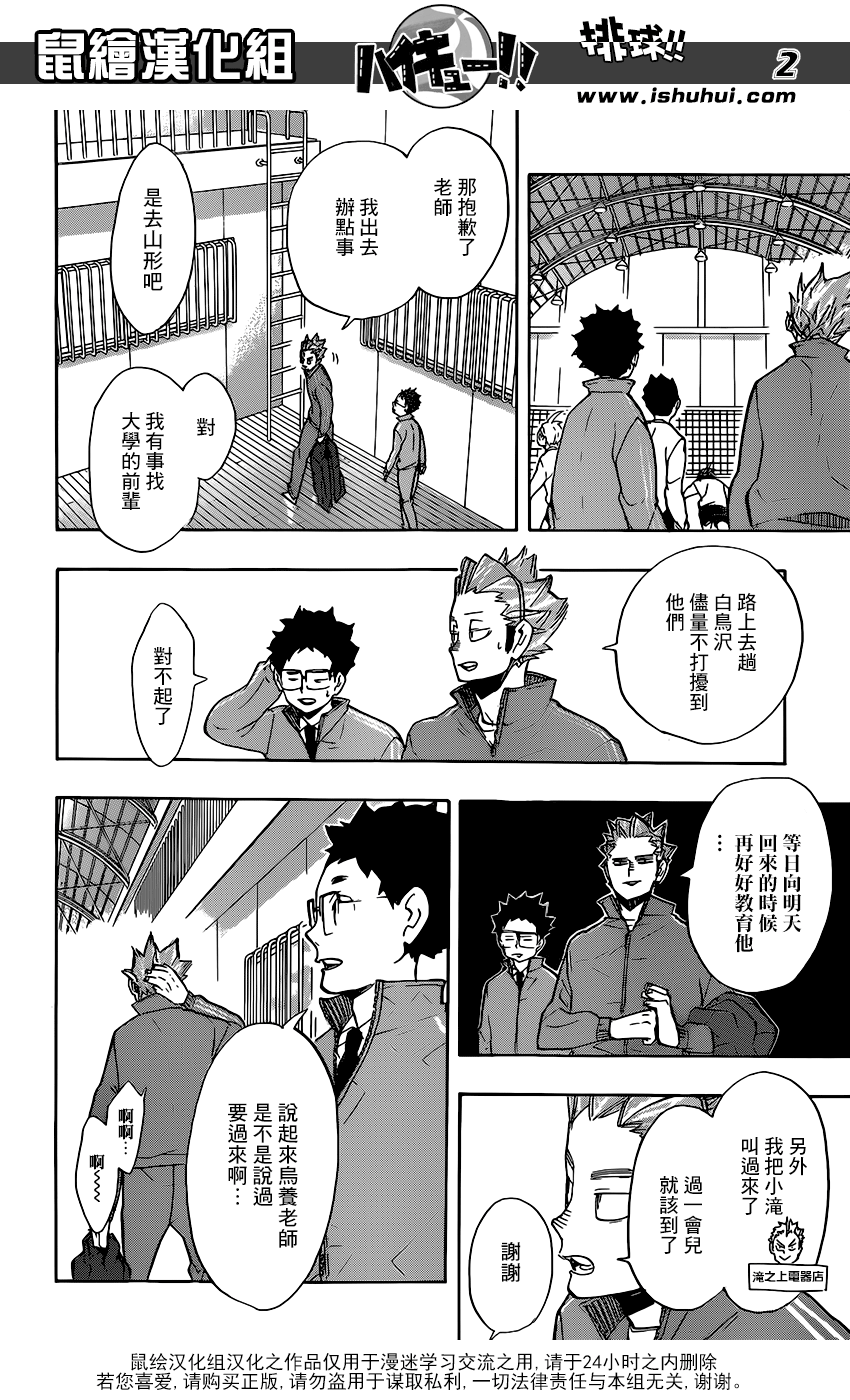 鼠繪漢化組
ハイキュー!!
排球!!
2
www.ishuhui.com
那抱歉了
老師
我出去
辦點事
是去山形吧
對
我有事找
大學的前輩
路上去趟
白鳥沢
儘量不打擾到
他們
對不起了
等日向明天
回來的時候
再好好教育他
…
另外
我把小滝
叫過來了
過一會兒
就該到了
滝之上電器店
謝謝
說起來烏養老師
是不是說過
要過來啊…
啊啊…
啊~~~
鼠绘汉化组汉化之作品仅用于漫迷学习交流之用, 请于24小时之内删除
若您喜爱, 请购买正版, 请勿盗用于谋取私利, 一切法律责任与本组无关, 谢谢。